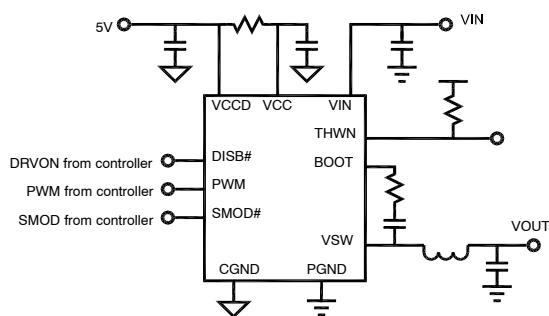 5V
VIN
VCCD
VCC
VIN
THWN
DRVON from controller
DISB#
BOOT
PWM from controller
PWM
SMOD from controller
SMOD#
VSW
VOUT
CGND
PGND